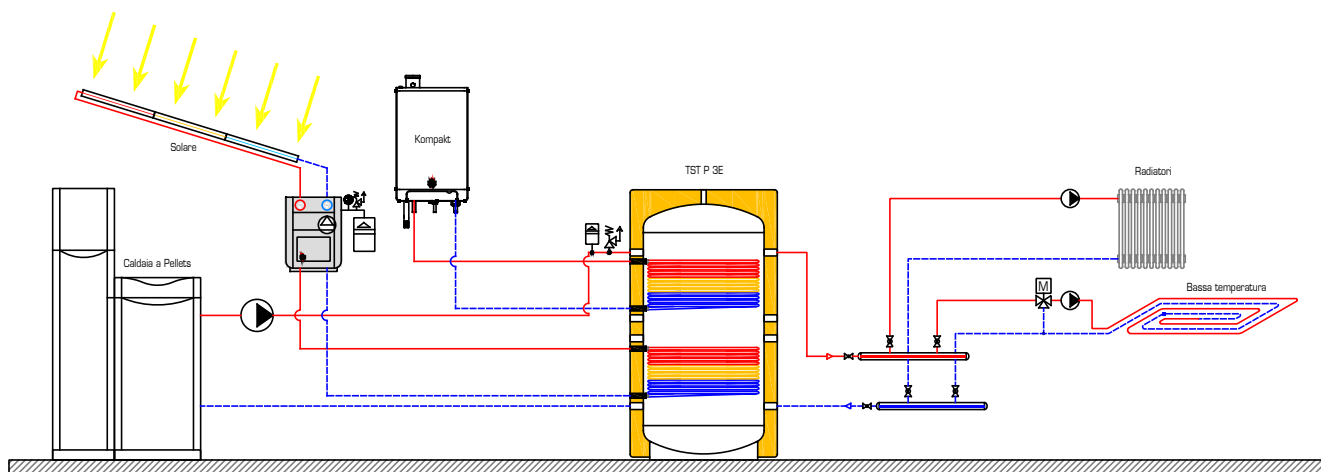 Solare
Kompakt
TST P 3E
Radiatori
Caldaia a Pellets
M
Bassa temperatura